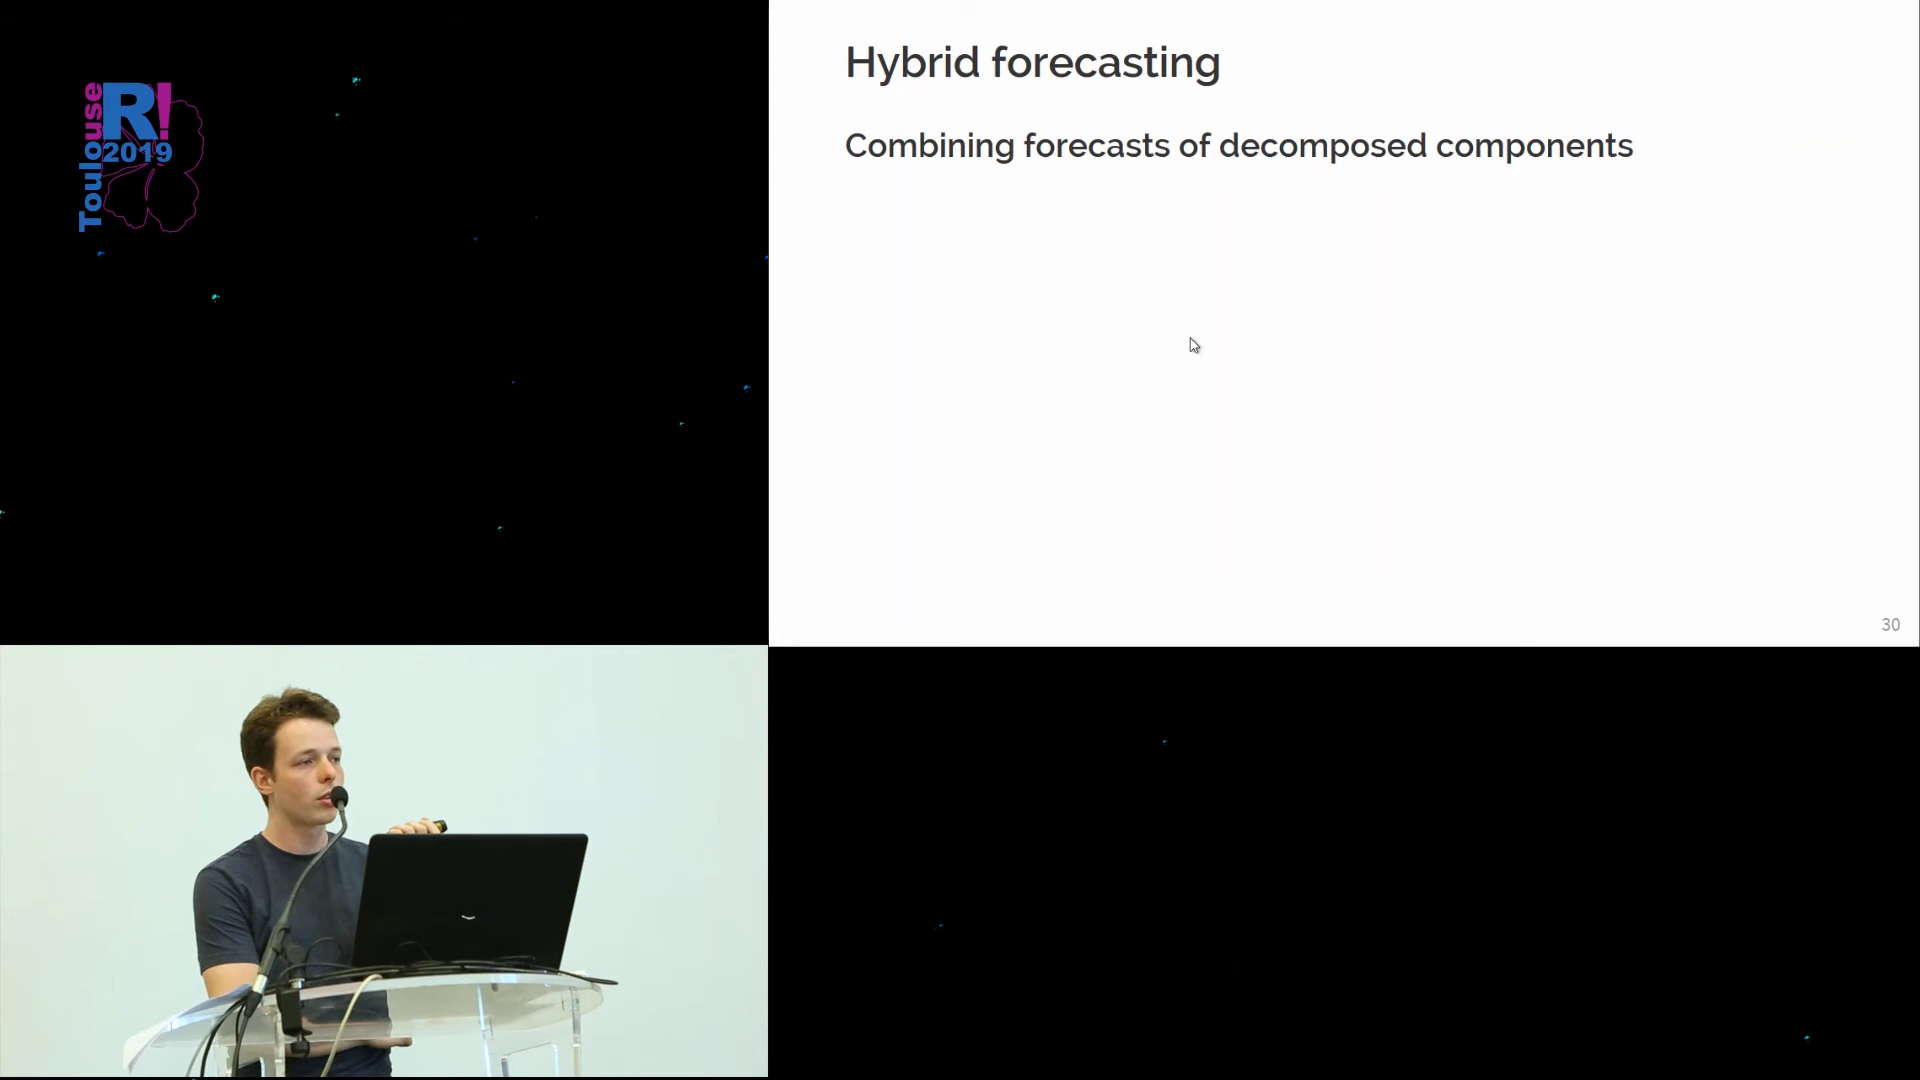 Toulouse
R!
2019
Hybrid forecasting
Combining forecasts of decomposed components
30